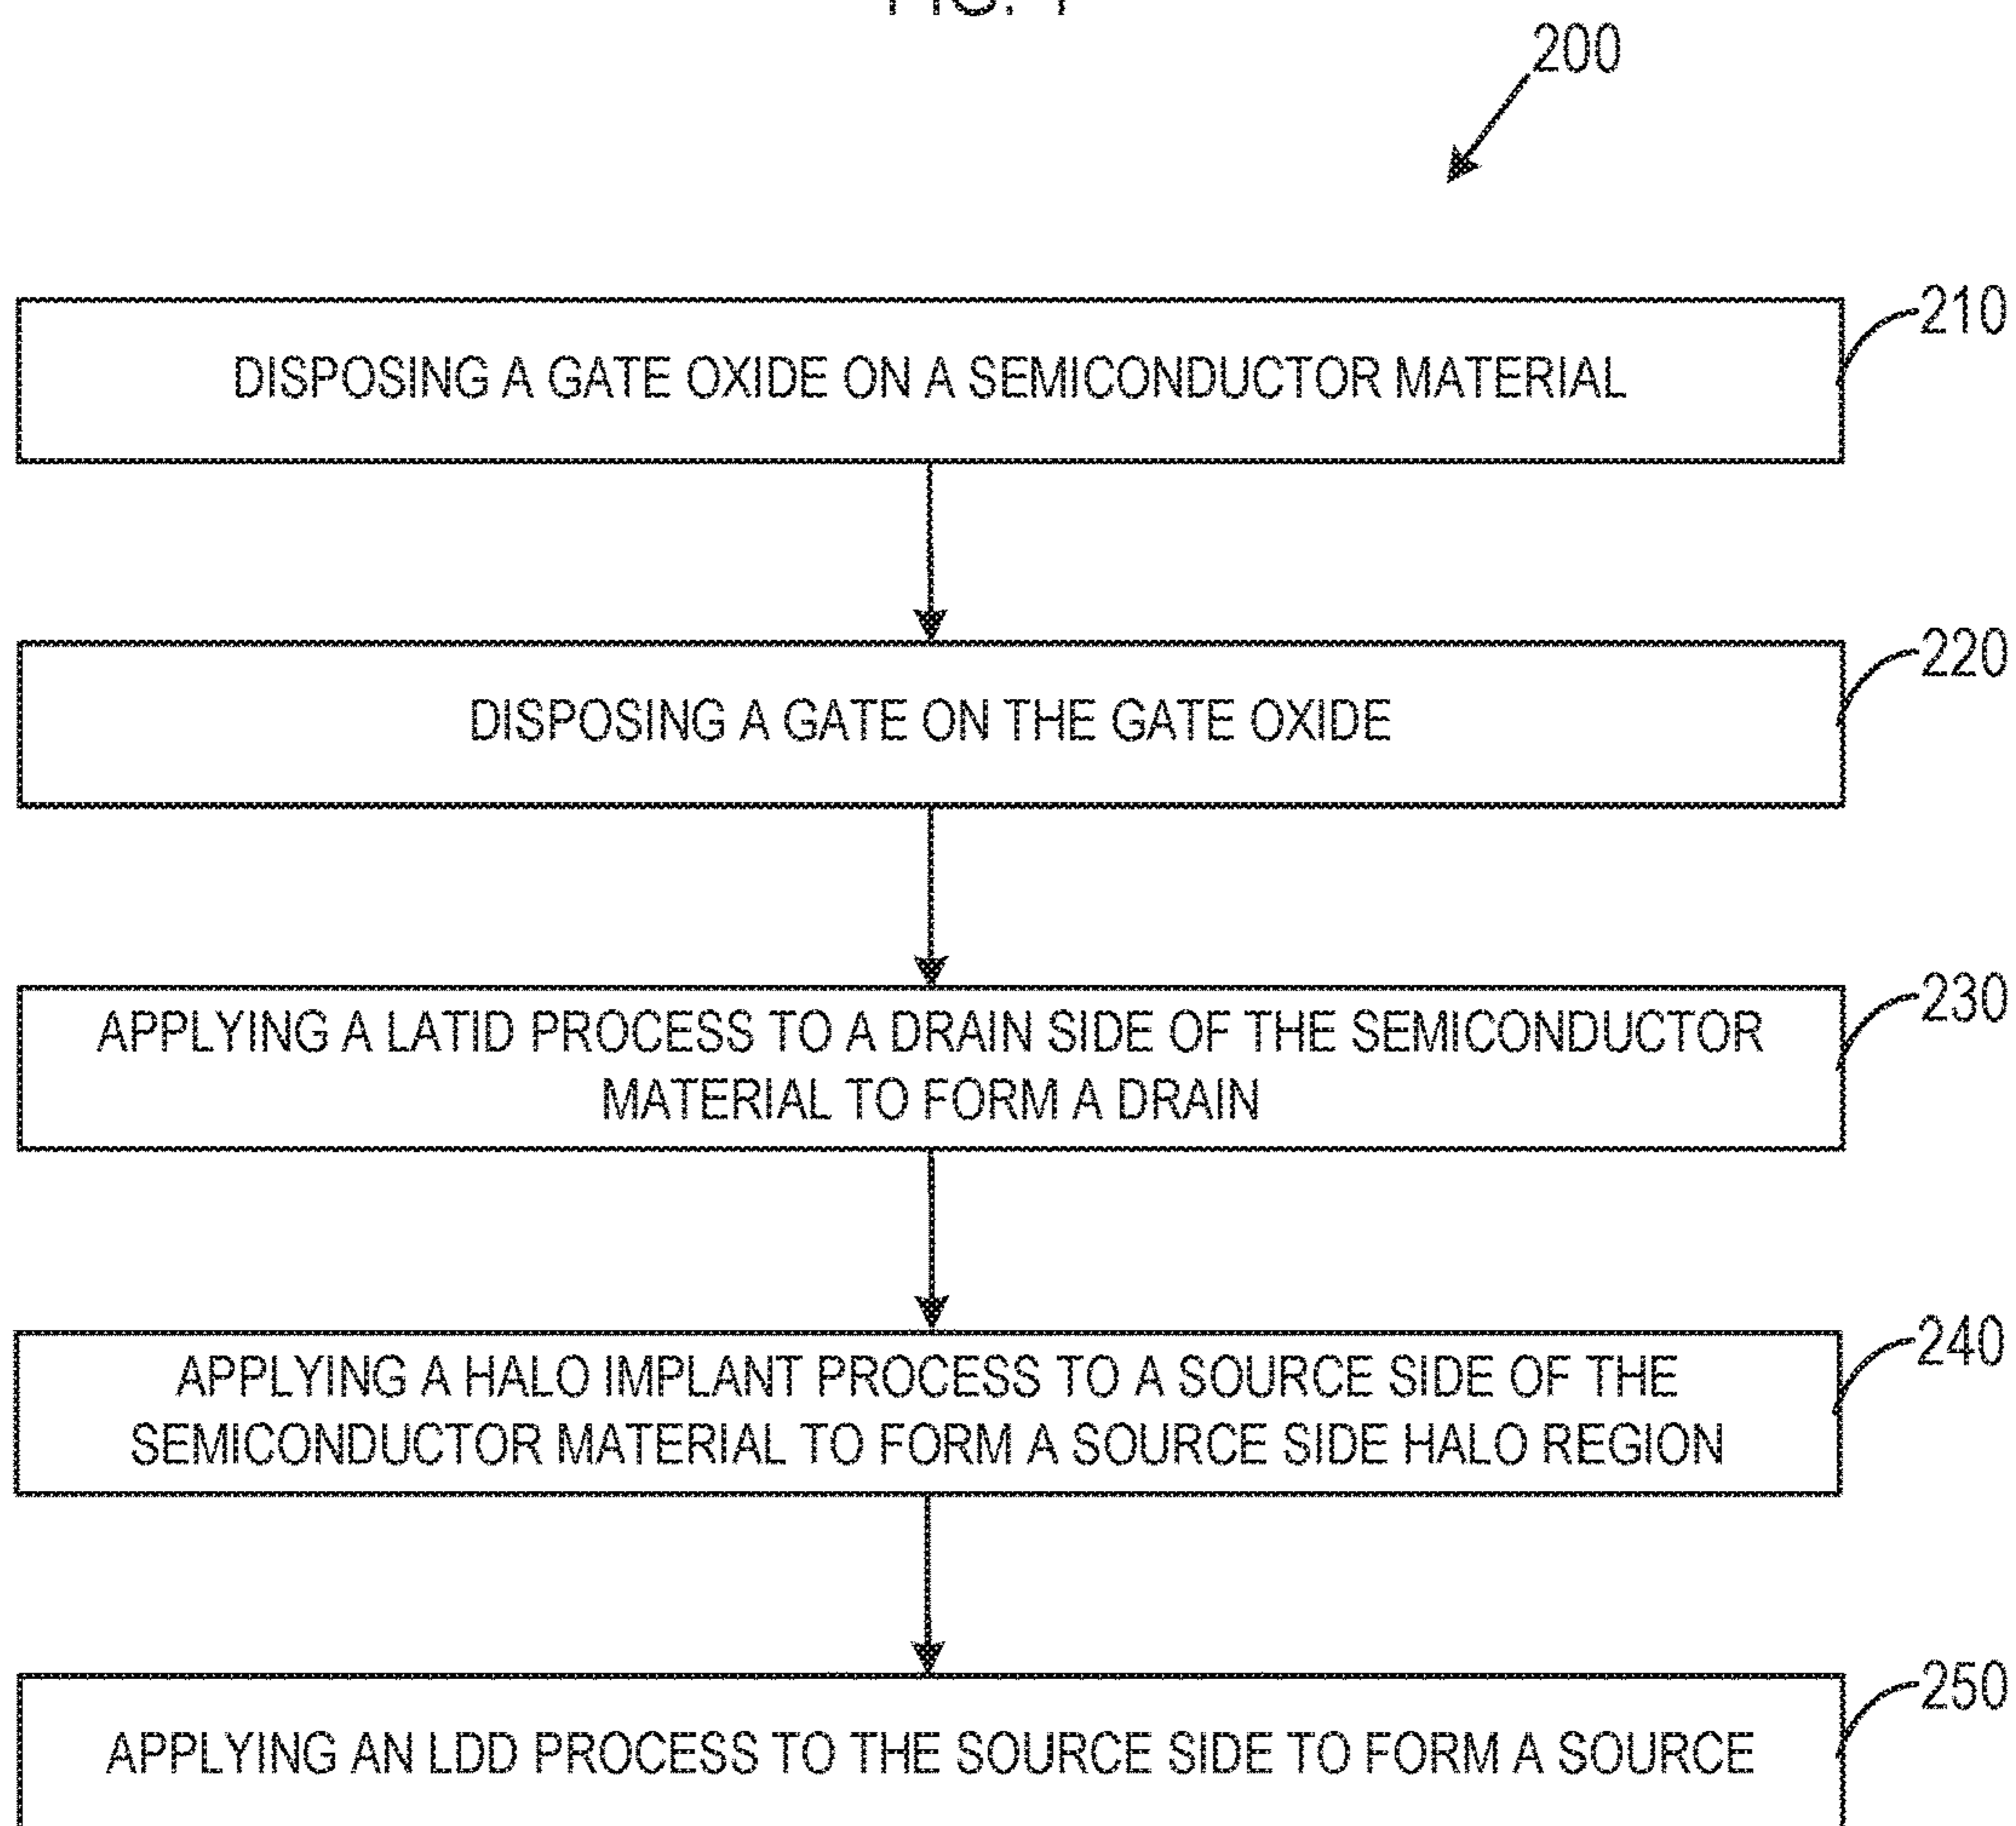 200
210
DISPOSING A GATE OXIDE ON A SEMICONDUCTOR MATERIAL
220
DISPOSING A GATE ON THE GATE OXIDE
230
APPLYING A LATID PROCESS TO A DRAIN SIDE OF THE SEMICONDUCTOR
MATERIAL TO FORM A DRAIN
240
APPLYING A HALO IMPLANT PROCESS TO A SOURCE SIDE OF THE
SEMICONDUCTOR MATERIAL TO FORM A SOURCE SIDE HALO REGION
250
APPLYING AN LDD PROCESS TO THE SOURCE SIDE TO FORM A SOURCE